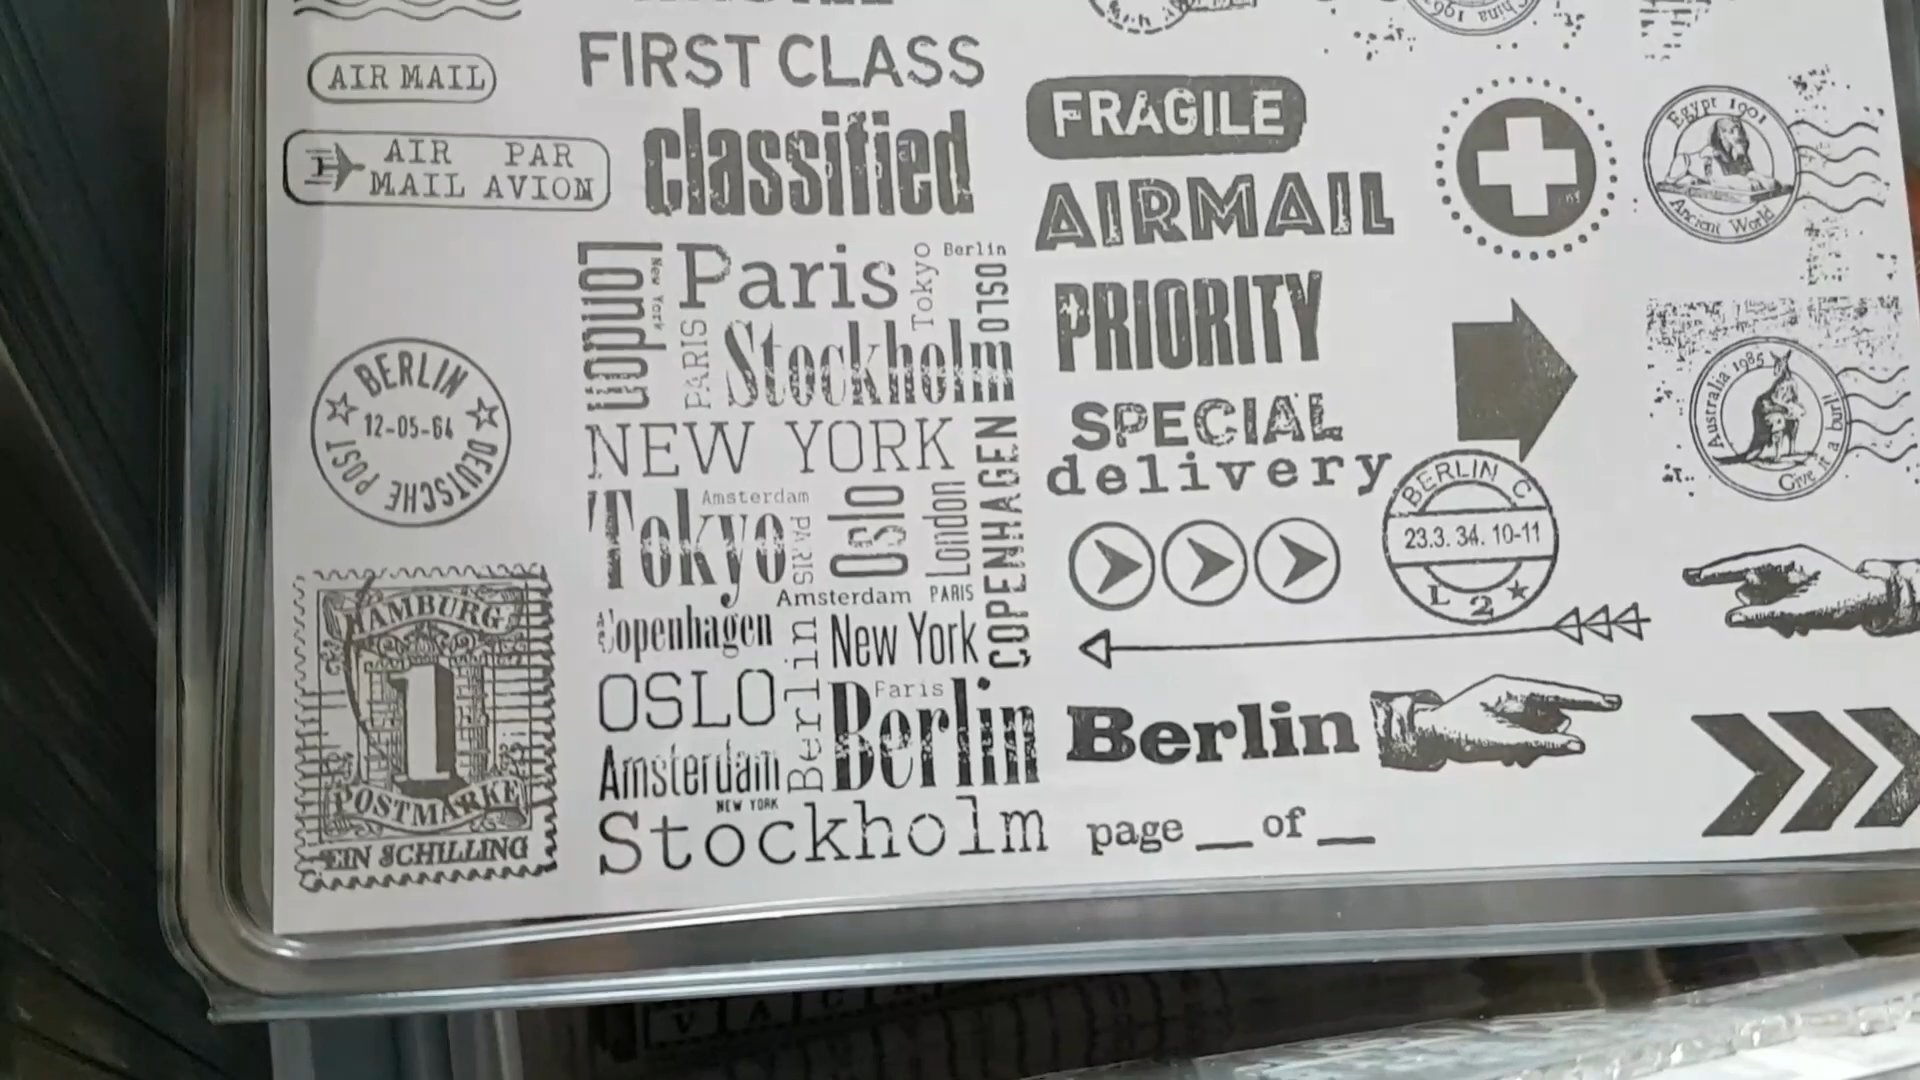 AIR MAIL
AIR MAIL
PAR AVION
BERLIN
12-05-64
DEUTSCHE POST
HAMBURG
1
POSTMARKE
EIN SCHILLING
FIRST CLASS
classified
London
New York
Paris
Tokyo
Berlin
OSLO
PARIS
Stockholm
NEW YORK
COPENHAGEN
Tokyo
Amsterdam
PARIS
Oslo
London
Amsterdam
PARIS
Copenhagen
Berlin
New York
OSLO
Paris
Berlin
Amsterdam
NEW YORK
Stockholm
FRAGILE
AIRMAIL
PRIORITY
SPECIAL
delivery
BERLIN C
23.3. 34. 10-11
L 2
Berlin
page __ of __
Egypt 1901
Ancient World
Australia 1985
Give it a purl!